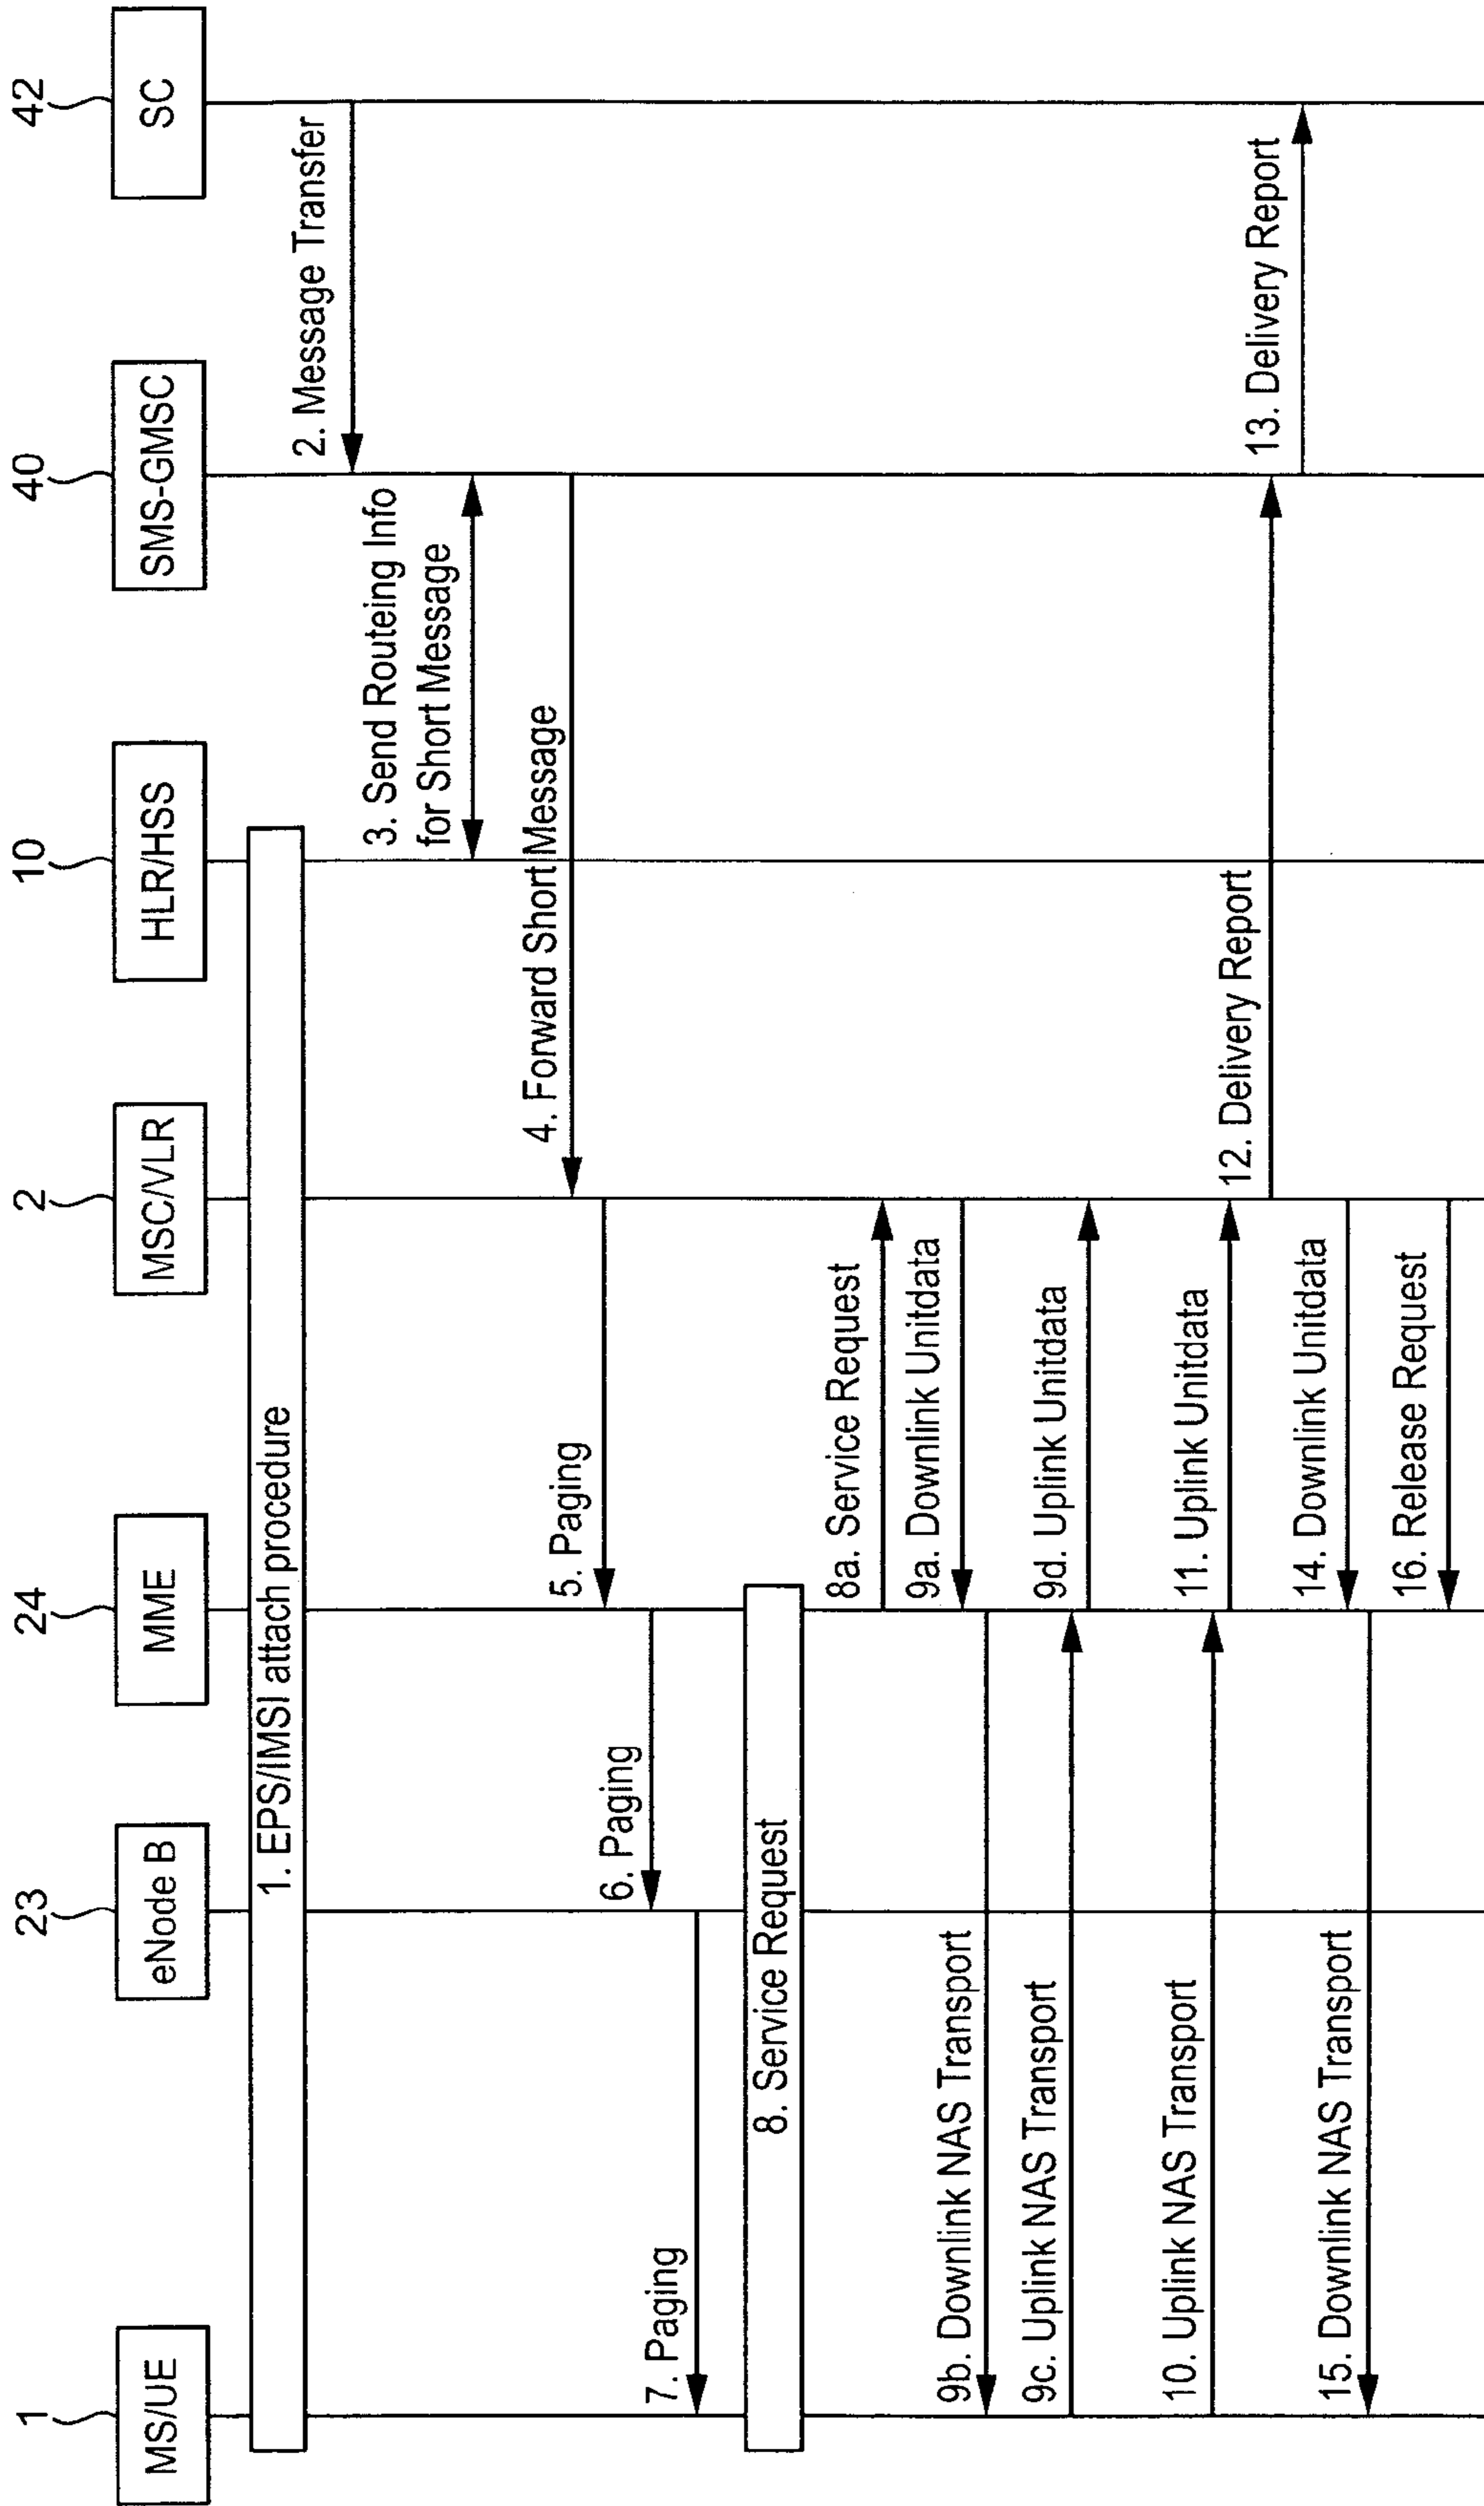 1
23
24
2
10
40
42
MS/UE
eNode B
MME
MSC/VLR
HLR/HSS
SMS-GMSC
SC
1. EPS/IMSI attach procedure
2. Message Transfer
3. Send Routeing Info
for Short Message
4. Forward Short Message
5. Paging
6. Paging
7. Paging
8. Service Request
8a. Service Request
9a. Downlink Unitdata
9b. Downlink NAS Transport
9c. Uplink NAS Transport
9d. Uplink Unitdata
10. Uplink NAS Transport
11. Uplink Unitdata
12. Delivery Report
13. Delivery Report
14. Downlink Unitdata
15. Downlink NAS Transport
16. Release Request